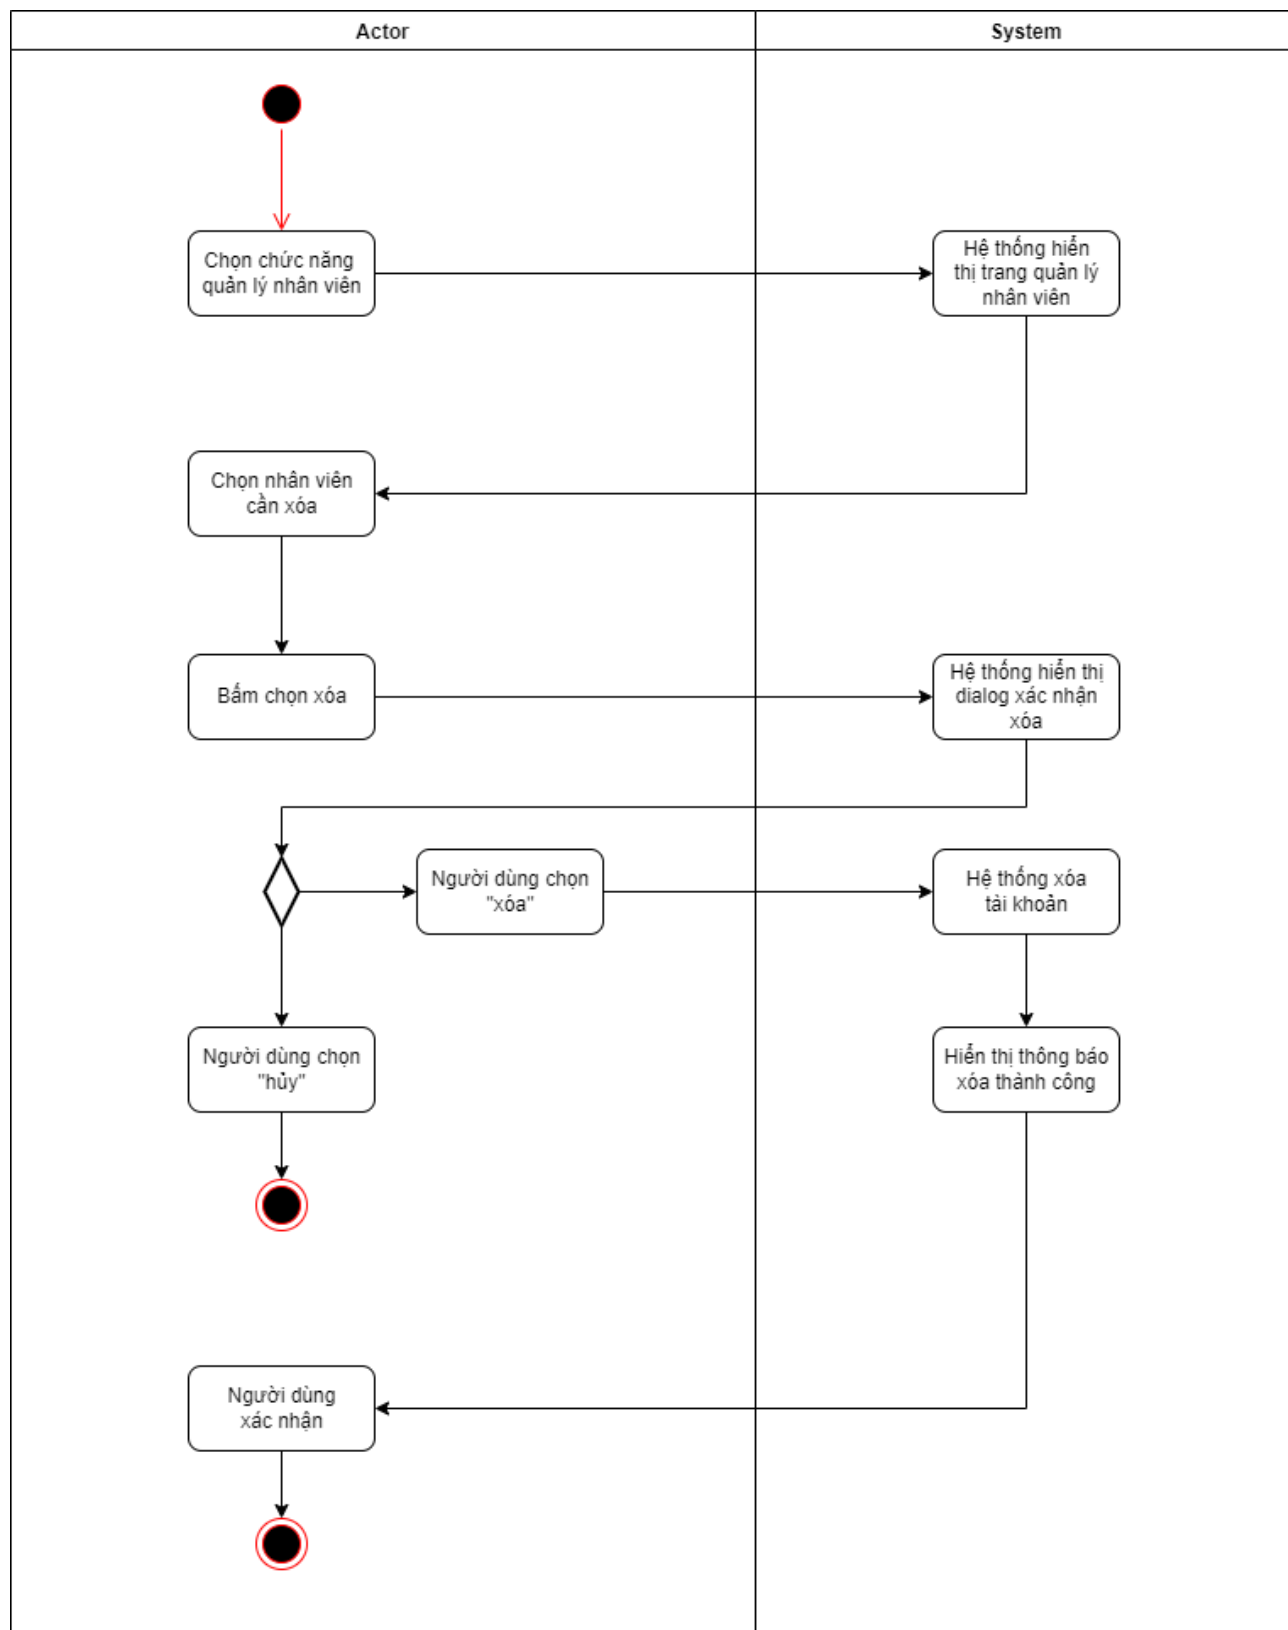 Actor
System
Chọn chức năng
quản lý nhân viên
Hệ thống hiển
thị trang quản lý
nhân viên
Chọn nhân viên
cần xóa
Bấm chọn xóa
Hệ thống hiển thị
dialog xác nhận
xóa
Người dùng chọn
"xóa"
Hệ thống xóa
tài khoản
Người dùng chọn
"hủy"
Hiển thị thông báo
xóa thành công
Người dùng
xác nhận